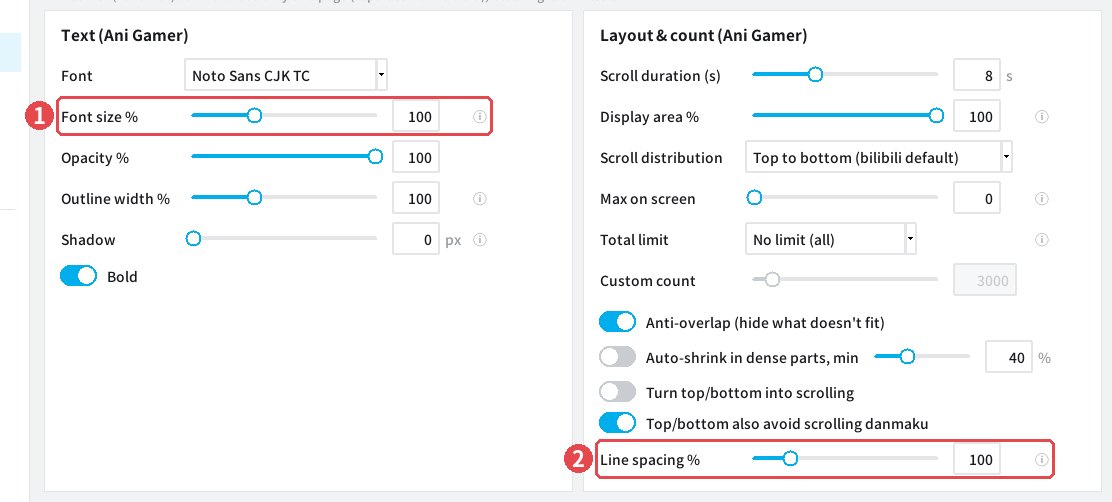 Text (Ani Gamer)
Font
Noto Sans CJK TC
1
Font size %
100
Opacity %
100
Outline width %
100
Shadow
0
px
Bold
Layout & count (Ani Gamer)
Scroll duration (s)
8
s
Display area %
100
Scroll distribution
Top to bottom (bilibili default)
Max on screen
0
Total limit
No limit (all)
Custom count
3000
Anti-overlap (hide what doesn't fit)
Auto-shrink in dense parts, min
40
%
Turn top/bottom into scrolling
Top/bottom also avoid scrolling danmaku
2
Line spacing %
100